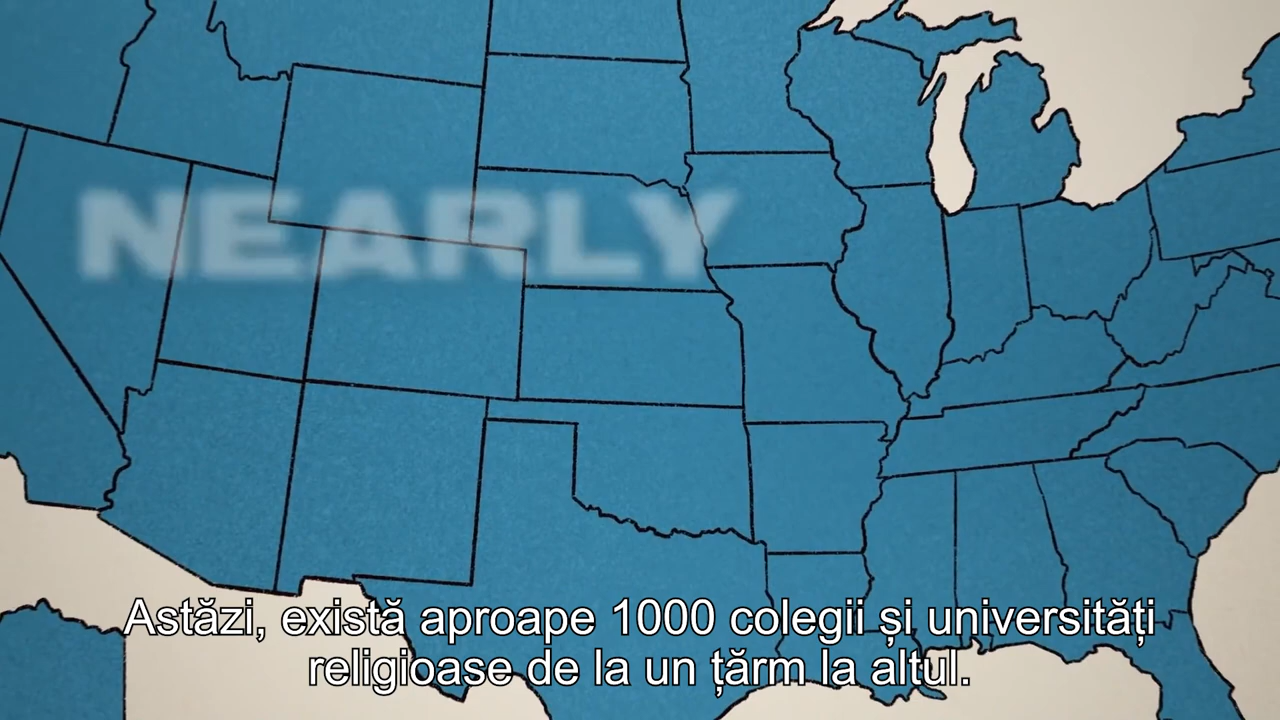 NEARLY
Astăzi, există aproape 1000 colegii și universități
religioase de la un țărm la altul.